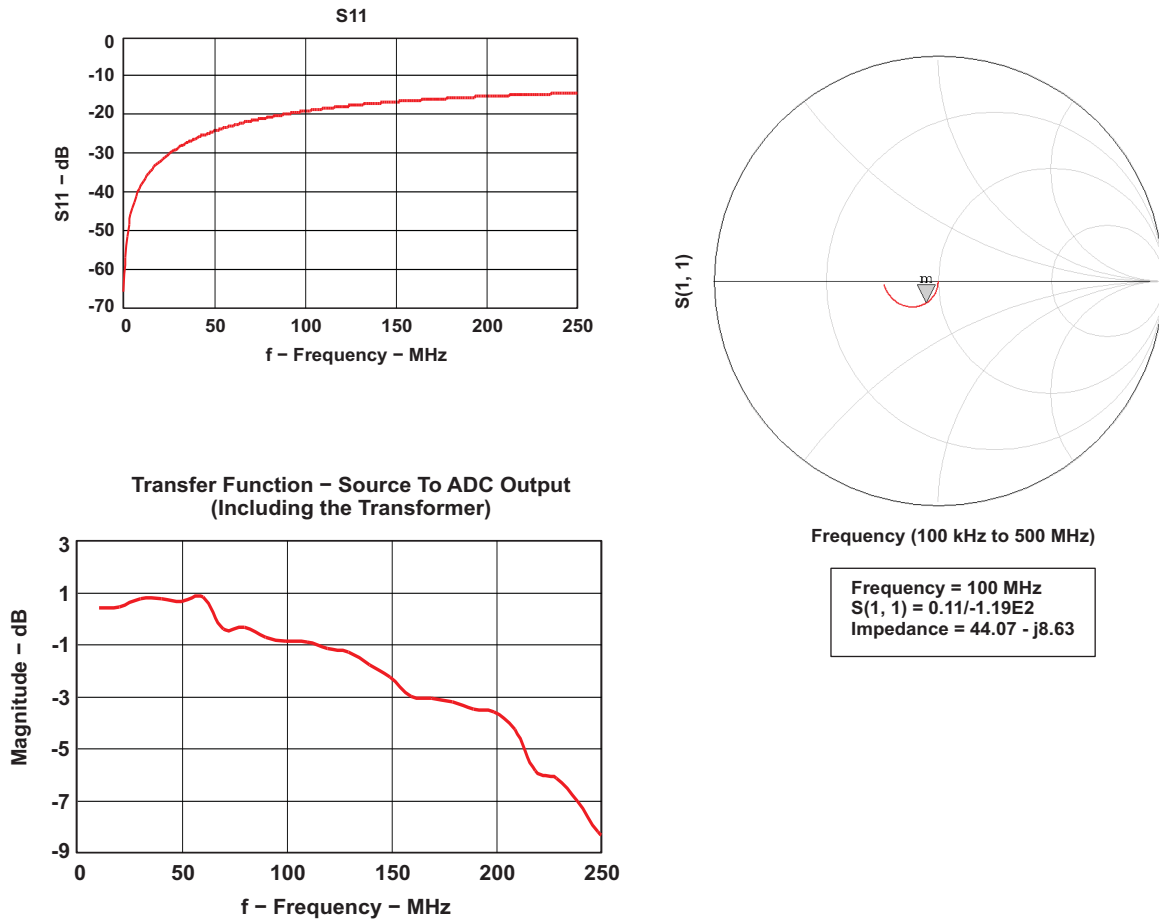 S11
0
-10
-20
-30
-40
-50
-60
-70
S11 – dB
0 50 100 150 200 250
f – Frequency – MHz
S(1, 1)
m
Frequency (100 kHz to 500 MHz)
Frequency = 100 MHz
S(1, 1) = 0.11/-1.19E2
Impedance = 44.07 - j8.63
Transfer Function – Source To ADC Output
(Including the Transformer)
3
1
-1
-3
-5
-7
-9
Magnitude – dB
0 50 100 150 200 250
f – Frequency – MHz